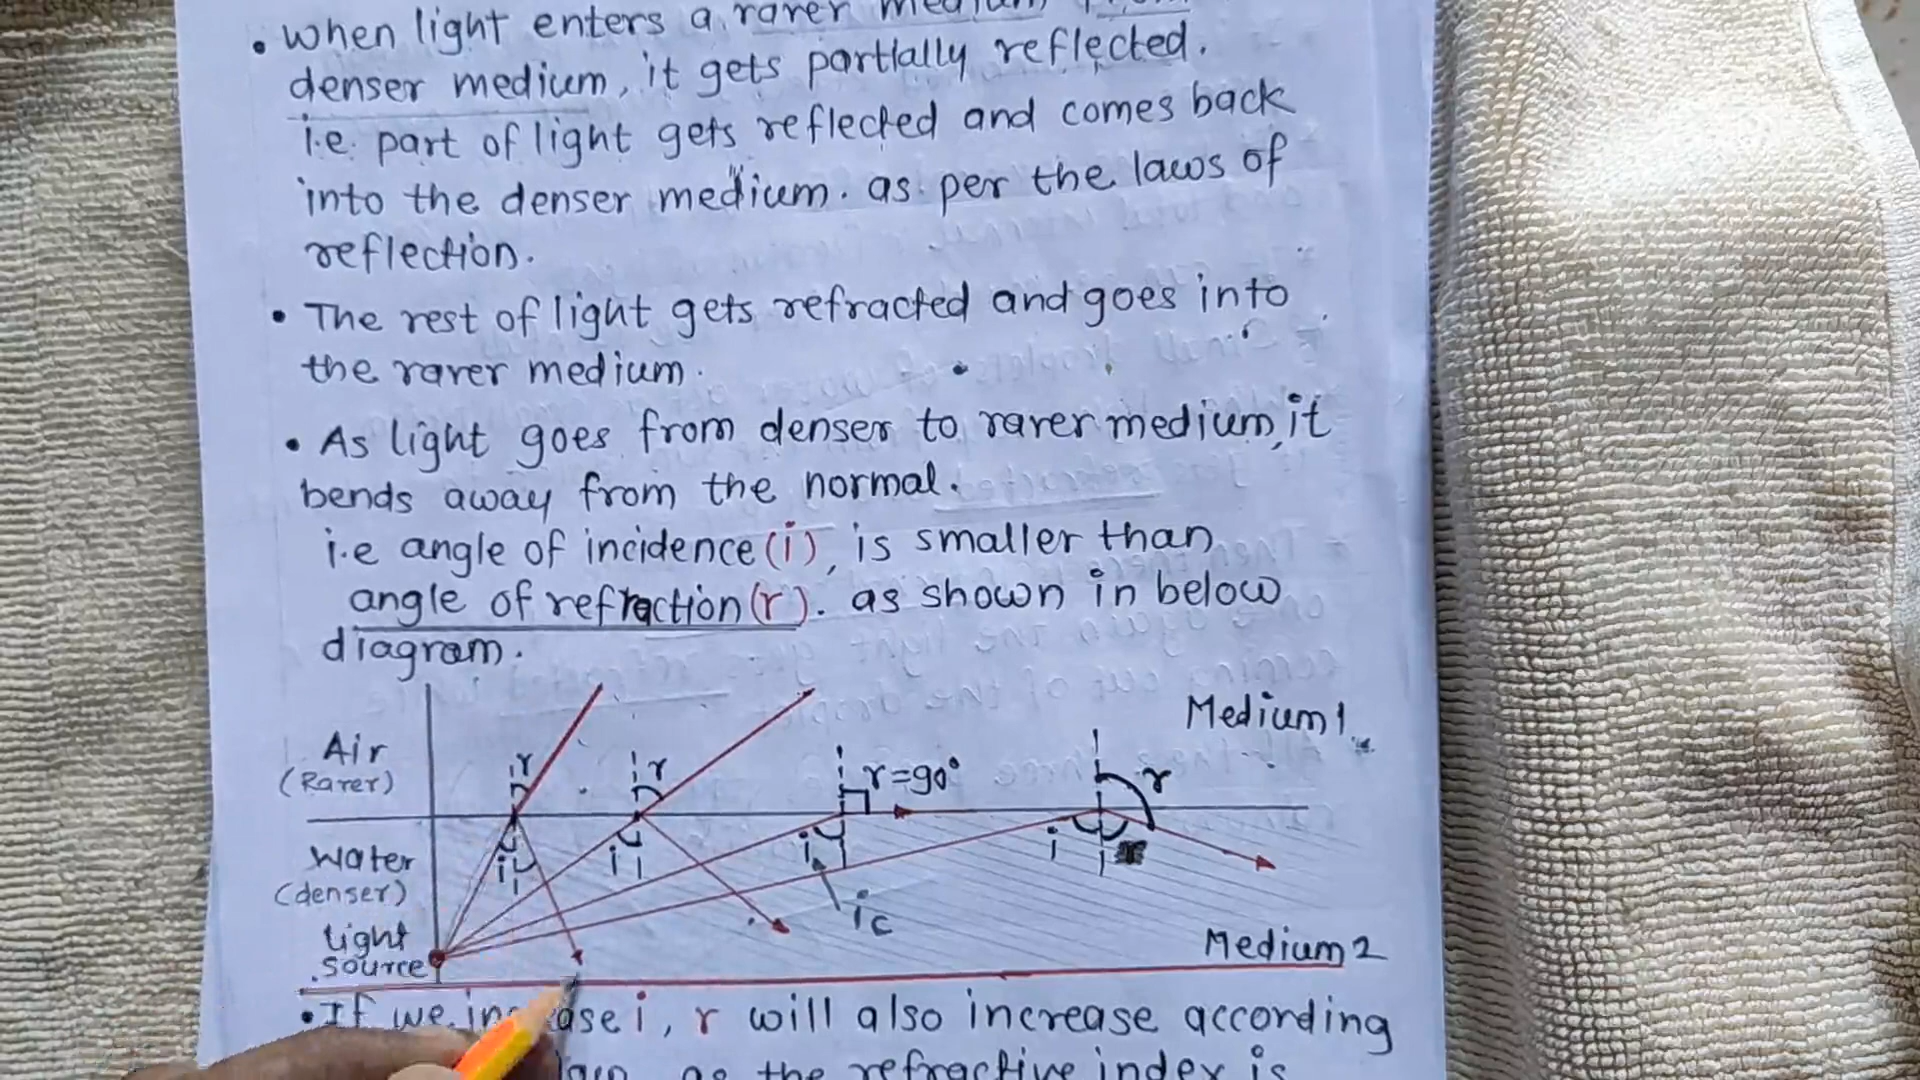 • When light enters a rarer medium from
denser medium, it gets partially reflected.
i.e. part of light gets reflected and comes back
into the denser medium. as per the laws of
reflection.
• The rest of light gets refracted and goes into
the rarer medium.
• As light goes from denser to rarer medium, it
bends away from the normal.
i.e angle of incidence (i), is smaller than
angle of refraction (r). as shown in below
diagram.
Medium 1
Air
(Rarer)
r
r
r=90°
r
Water
(denser)
i
i
i
i
ic
Light
source
Medium 2
• If we increase i, r will also increase according
as the refractive index is